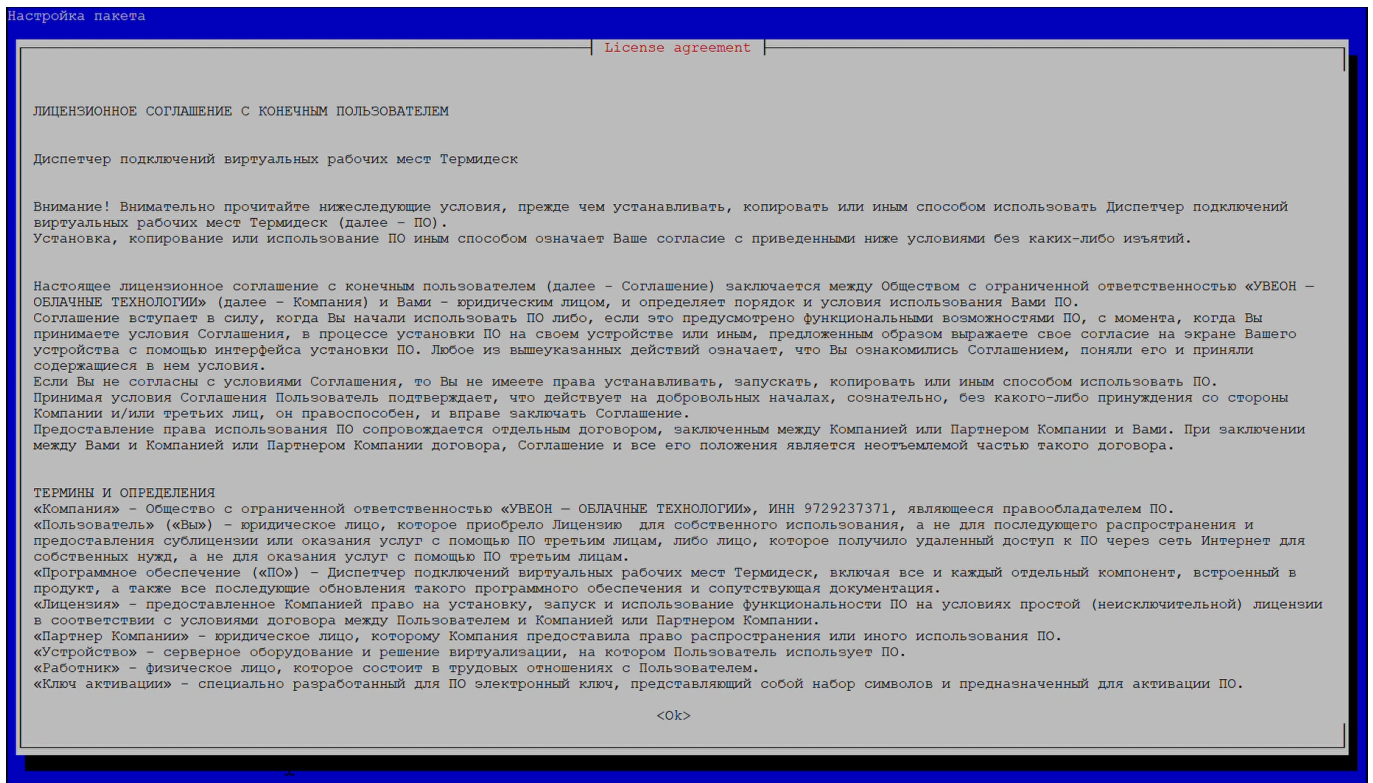 Настройка пакета
License agreement
ЛИЦЕНЗИОННОЕ СОГЛАШЕНИЕ С КОНЕЧНЫМ ПОЛЬЗОВАТЕЛЕМ
Диспетчер подключений виртуальных рабочих мест Термидеск
Внимание! Внимательно прочитайте нижеследующие условия, прежде чем устанавливать, копировать или иным способом использовать Диспетчер подключений
виртуальных рабочих мест Термидеск (далее – ПО).
Установка, копирование или использование ПО иным способом означает Ваше согласие с приведенными ниже условиями без каких-либо изъятий.
Настоящее лицензионное соглашение с конечным пользователем (далее – Соглашение) заключается между Обществом с ограниченной ответственностью «УВЕОН —
ОБЛАЧНЫЕ ТЕХНОЛОГИИ» (далее – Компания) и Вами – юридическим лицом, и определяет порядок и условия использования Вами ПО.
Соглашение вступает в силу, когда Вы начали использовать ПО либо, если это предусмотрено функциональными возможностями ПО, с момента, когда Вы
принимаете условия Соглашения, в процессе установки ПО на своем устройстве или иным, предложенным образом выражаете свое согласие на экране Вашего
устройства с помощью интерфейса установки ПО. Любое из вышеуказанных действий означает, что Вы ознакомились Соглашением, поняли его и приняли
содержащиеся в нем условия.
Если Вы не согласны с условиями Соглашения, то Вы не имеете права устанавливать, запускать, копировать или иным способом использовать ПО.
Принимая условия Соглашения Пользователь подтверждает, что действует на добровольных началах, сознательно, без какого-либо принуждения со стороны
Компании и/или третьих лиц, он правоспособен, и вправе заключать Соглашение.
Предоставление права использования ПО сопровождается отдельным договором, заключенным между Компанией или Партнером Компании и Вами. При заключении
между Вами и Компанией или Партнером Компании договора, Соглашение и все его положения является неотъемлемой частью такого договора.
ТЕРМИНЫ И ОПРЕДЕЛЕНИЯ
«Компания» – Общество с ограниченной ответственностью «УВЕОН — ОБЛАЧНЫЕ ТЕХНОЛОГИИ», ИНН 9729237371, являющееся правообладателем ПО.
«Пользователь» («Вы») – юридическое лицо, которое приобрело Лицензию  для собственного использования, а не для последующего распространения и
предоставления сублицензии или оказания услуг с помощью ПО третьим лицам, либо лицо, которое получило удаленный доступ к ПО через сеть Интернет для
собственных нужд, а не для оказания услуг с помощью ПО третьим лицам.
«Программное обеспечение («ПО») – Диспетчер подключений виртуальных рабочих мест Термидеск, включая все и каждый отдельный компонент, встроенный в
продукт, а также все последующие обновления такого программного обеспечения и сопутствующая документация.
«Лицензия» – предоставленное Компанией право на установку, запуск и использование функциональности ПО на условиях простой (неисключительной) лицензии
в соответствии с условиями договора между Пользователем и Компанией или Партнером Компании.
«Партнер Компании» – юридическое лицо, которому Компания предоставила право распространения или иного использования ПО.
«Устройство» – серверное оборудование и решение виртуализации, на котором Пользователь использует ПО.
«Работник» – физическое лицо, которое состоит в трудовых отношениях с Пользователем.
«Ключ активации» – специально разработанный для ПО электронный ключ, представляющий собой набор символов и предназначенный для активации ПО.
<Ok>